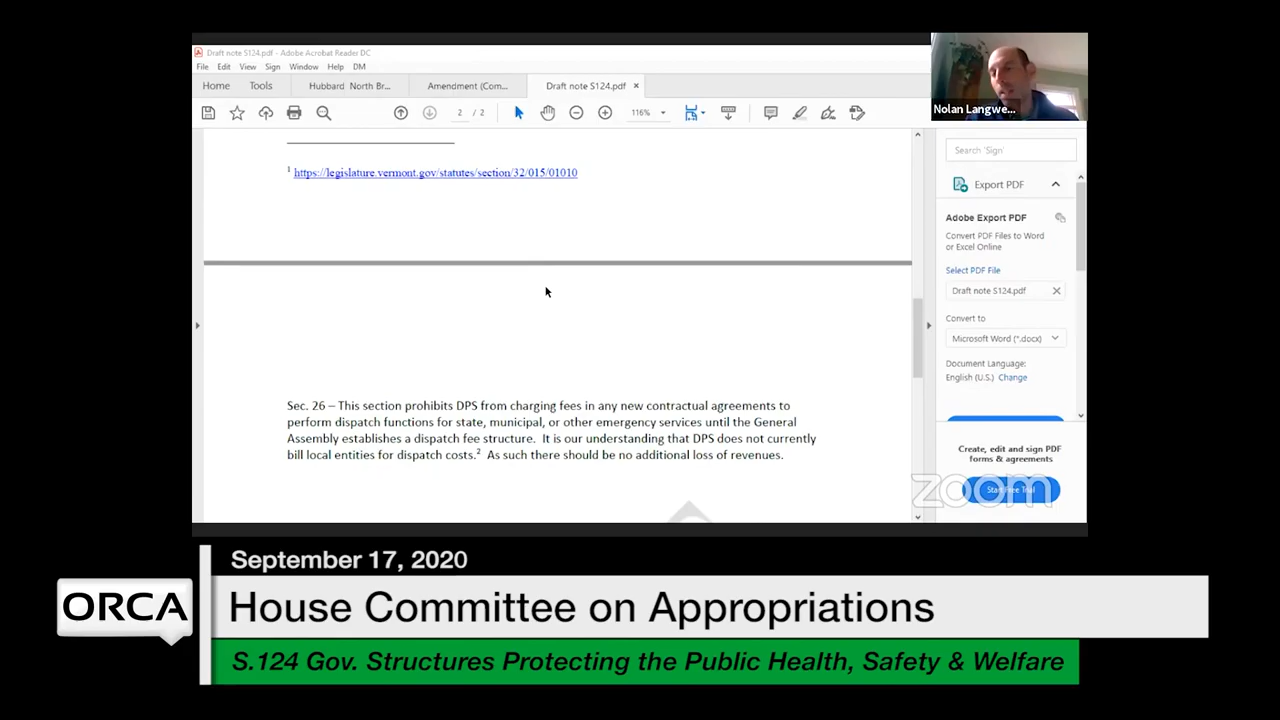 Draft note S124.pdf - Adobe Acrobat Reader DC
File Edit View Sign Window Help DM
Home Tools Hubbard North Br... Amendment (Com... Draft note S124.pdf ×
2 / 2 116%
Nolan Langwe...
1 https://legislature.vermont.gov/statutes/section/32/015/01010
Sec. 26 – This section prohibits DPS from charging fees in any new contractual agreements to
perform dispatch functions for state, municipal, or other emergency services until the General
Assembly establishes a dispatch fee structure. It is our understanding that DPS does not currently
bill local entities for dispatch costs.2 As such there should be no additional loss of revenues.
Search 'Sign'
Export PDF
Adobe Export PDF
Convert PDF Files to Word
or Excel Online
Select PDF File
Draft note S124.pdf
Convert to
Microsoft Word (*.docx)
Document Language:
English (U.S.) Change
Create, edit and sign PDF
forms & agreements
Start Free Trial
zoom
September 17, 2020
ORCA
House Committee on Appropriations
S.124 Gov. Structures Protecting the Public Health, Safety & Welfare